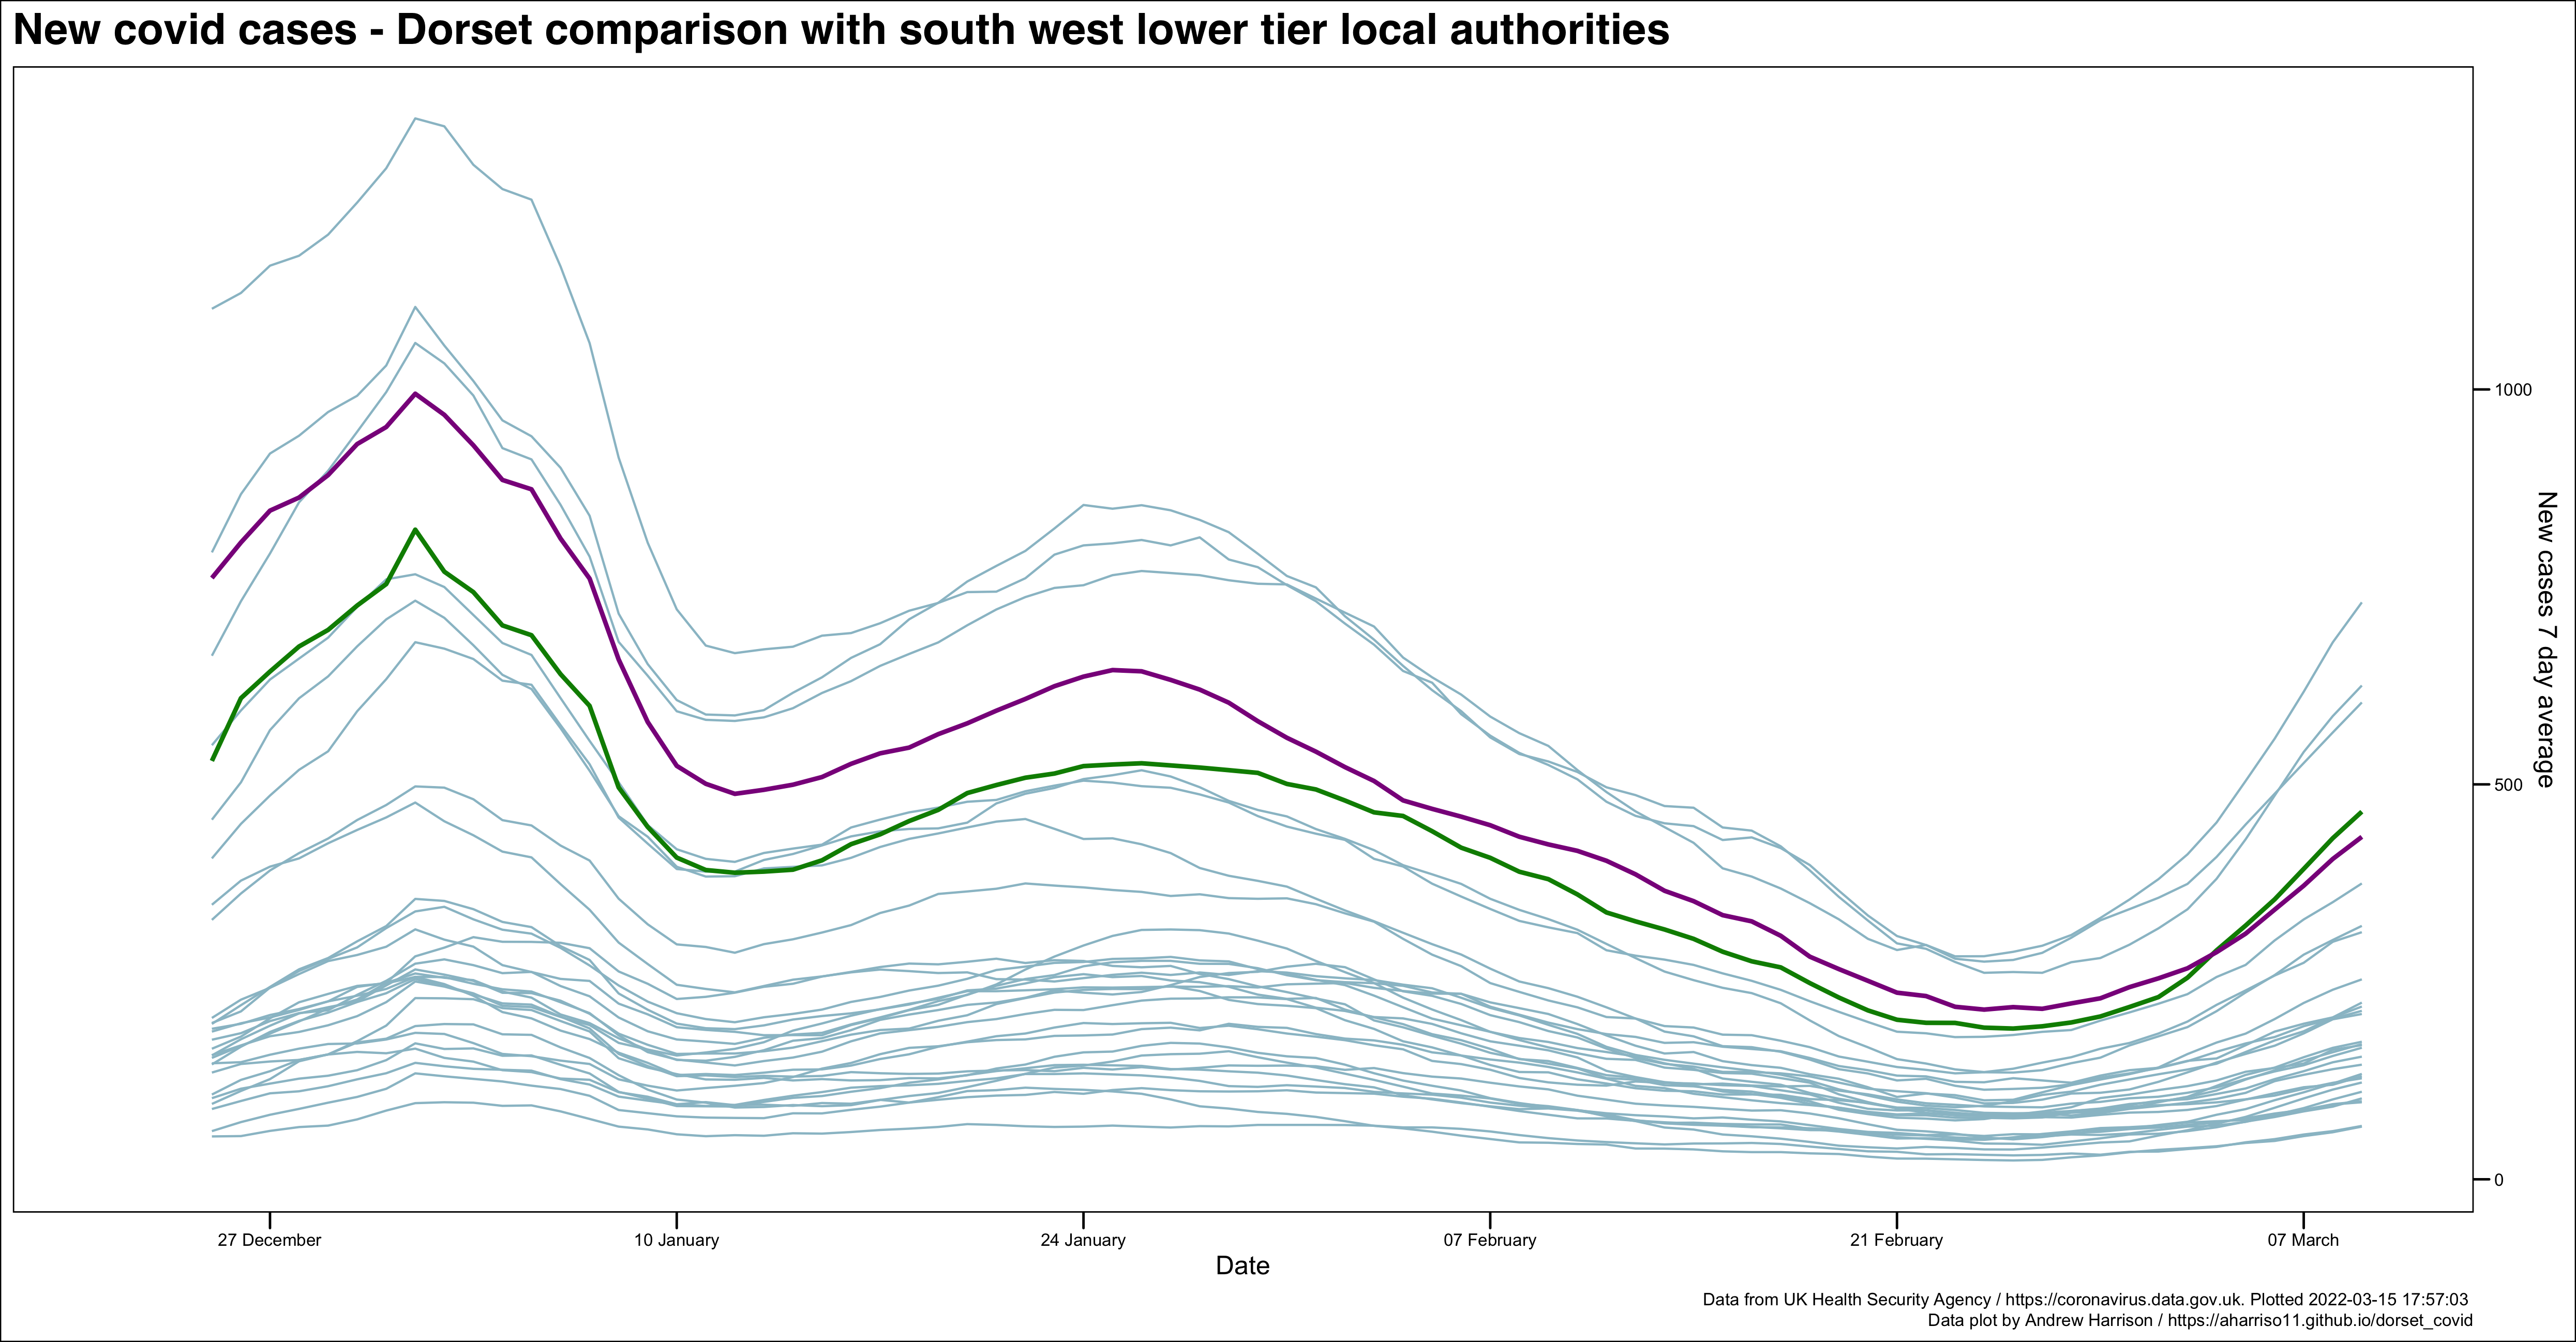 New covid cases - Dorset comparison with south west lower tier local authorities
1000
500
0
New cases 7 day average
27 December
10 January
24 January
07 February
21 February
07 March
Date
Data from UK Health Security Agency / https://coronavirus.data.gov.uk. Plotted 2022-03-15 17:57:03
Data plot by Andrew Harrison / https://aharriso11.github.io/dorset_covid